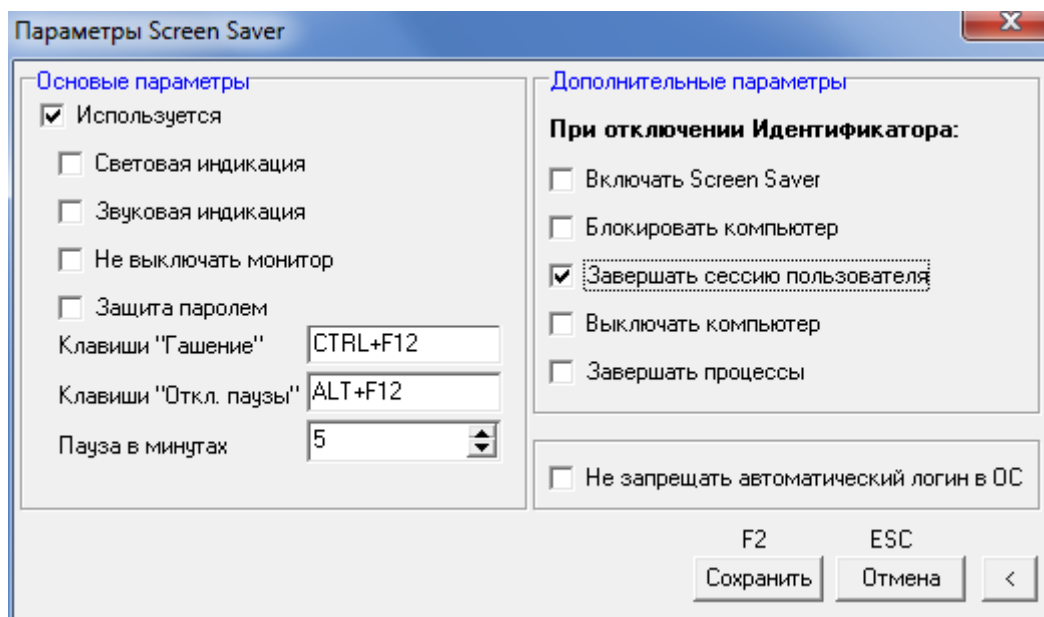 Параметры Screen Saver
Основые параметры
Используется
Световая индикация
Звуковая индикация
Не выключать монитор
Защита паролем
Клавиши "Гашение" CTRL+F12
Клавиши "Откл. паузы" ALT+F12
Пауза в минутах 5
Дополнительные параметры
При отключении Идентификатора:
Включать Screen Saver
Блокировать компьютер
Завершать сессию пользователя
Выключать компьютер
Завершать процессы
Не запрещать автоматический логин в ОС
F2 ESC
Сохранить Отмена <